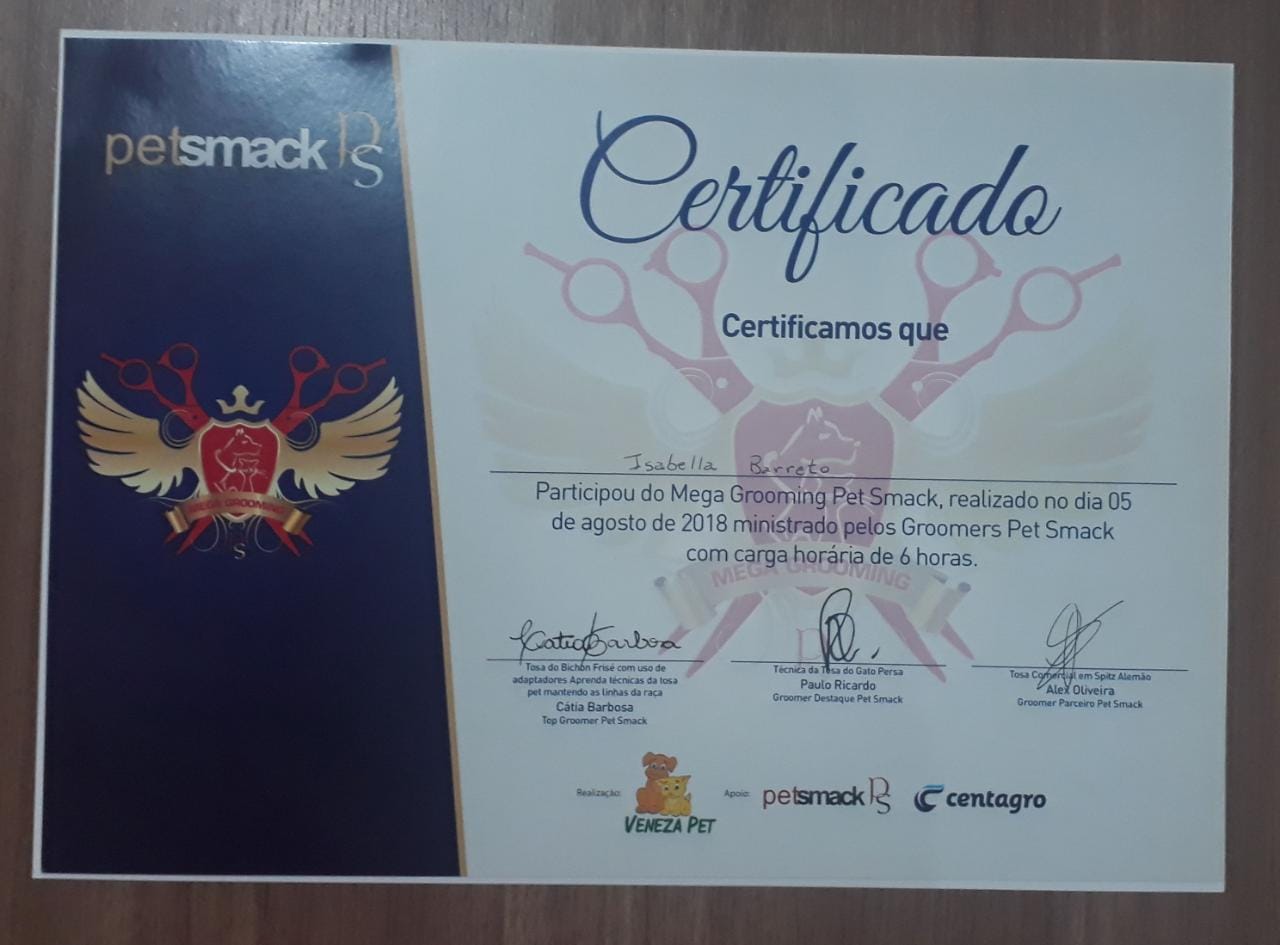 petsmack PS
Certificado
Certificamos que
Isabella Barreto
Participou do Mega Grooming Pet Smack, realizado no dia 05
de agosto de 2018 ministrado pelos Groomers Pet Smack
com carga horária de 6 horas.
MEGA GROOMING
MEGA GROOMING
PS
Catia Barbosa
Tosa do Bichon Frisé com uso de
adaptadores Aprenda técnicas da tosa
pet mantendo as linhas da raça
Cátia Barbosa
Top Groomer Pet Smack
Técnica da Tosa do Gato Persa
Paulo Ricardo
Groomer Destaque Pet Smack
Tosa Comercial em Spitz Alemão
Alex Oliveira
Groomer Parceiro Pet Smack
Realização:
VENEZA PET
Apoio:
petsmack PS
centagro